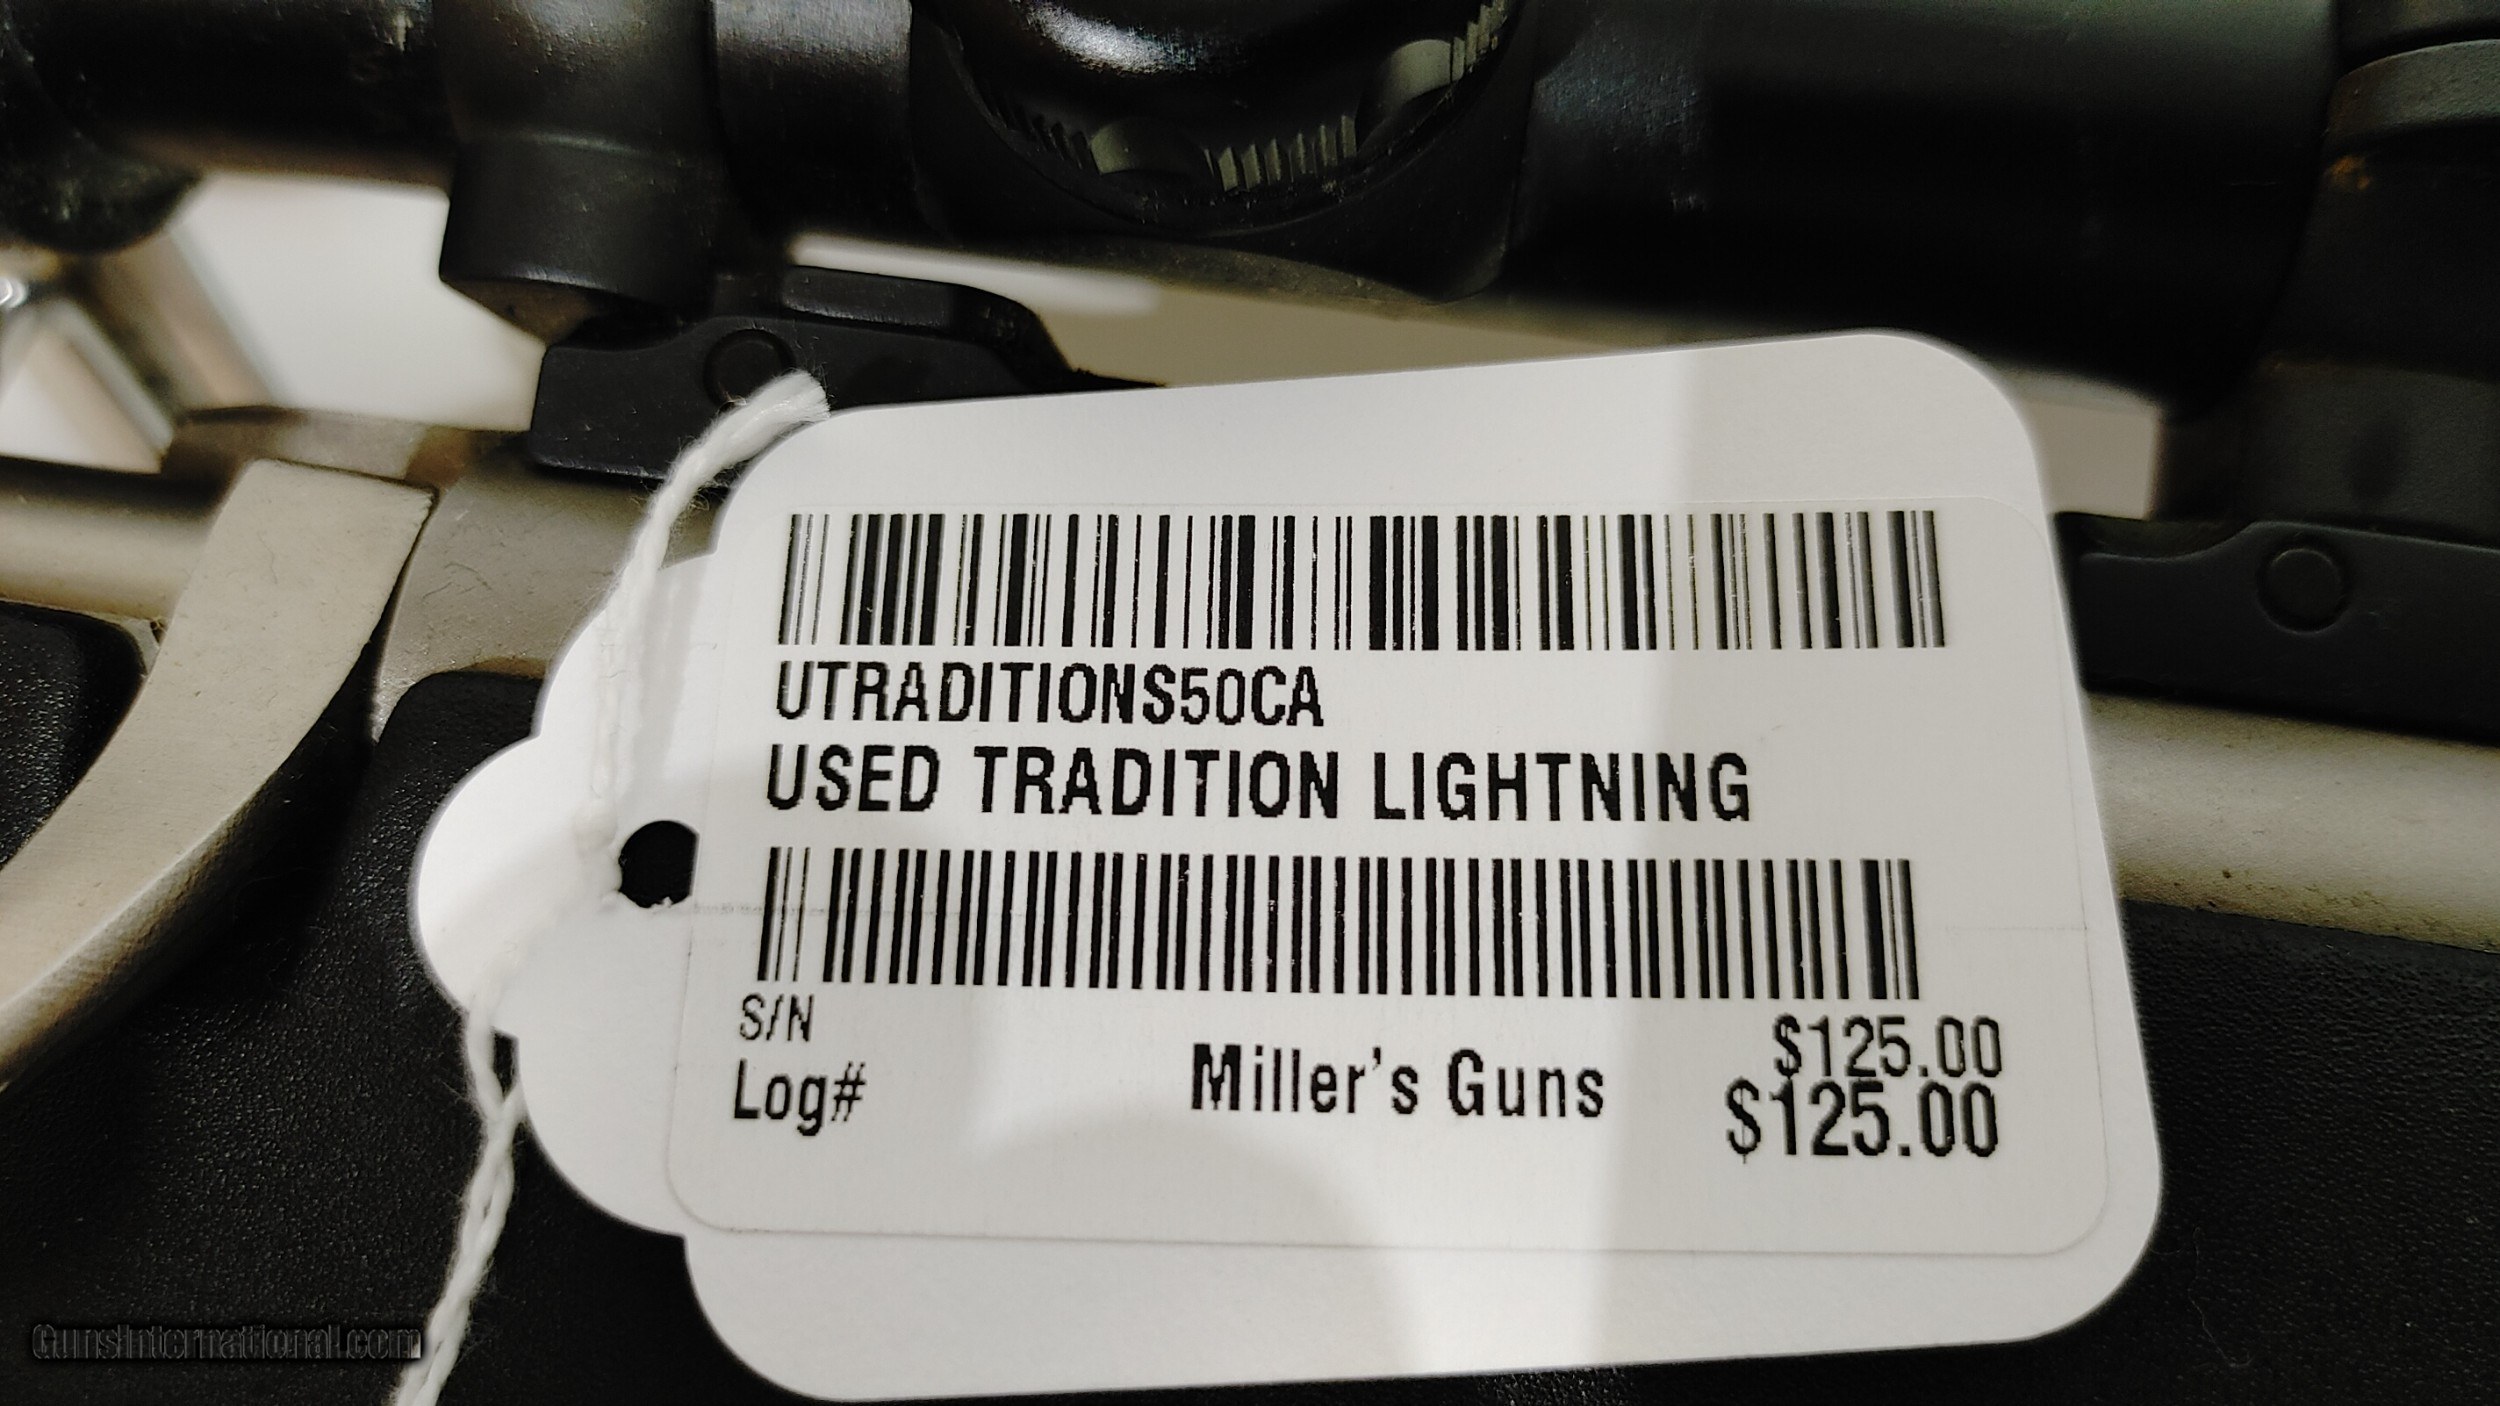 UTRADITIONS50CA
USED TRADITION LIGHTNING
S/N
$125.00
Log#
Miller's Guns
$125.00
GunsInternational.com